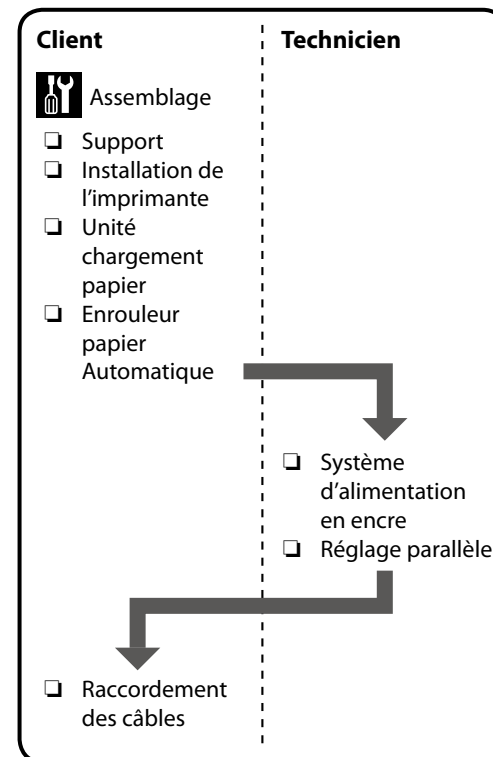 Client
Technicien
Assemblage
❏ Support
❏ Installation de
l'imprimante
❏ Unité
chargement
papier
❏ Enrouleur
papier
Automatique
❏ Système
d'alimentation
en encre
❏ Réglage parallèle
❏ Raccordement
des câbles